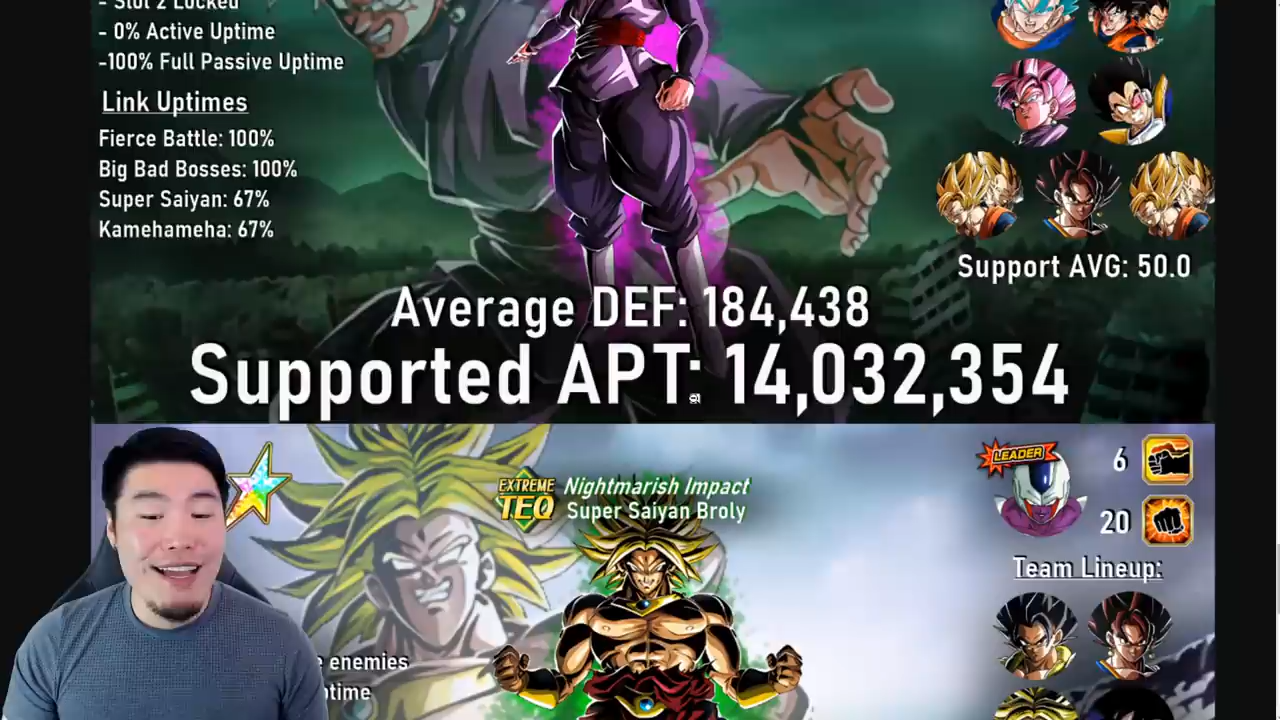 - Slot 2 Locked
- 0% Active Uptime
-100% Full Passive Uptime
Link Uptimes
Fierce Battle: 100%
Big Bad Bosses: 100%
Super Saiyan: 67%
Kamehameha: 67%
Support AVG: 50.0
Average DEF: 184,438
Supported APT: 14,032,354
EXTREME
TEQ
Nightmarish Impact
Super Saiyan Broly
LEADER
6
20
Team Lineup:
enemies